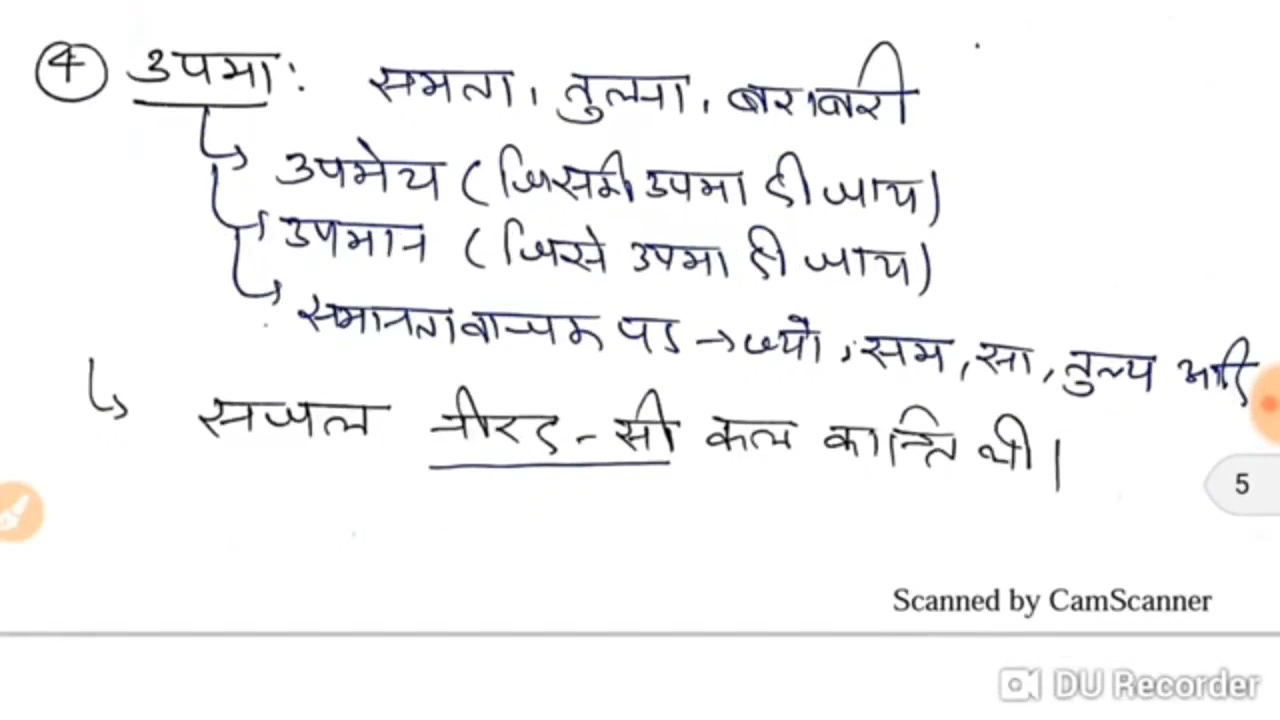 ④ उपमा : समता, तुलना, बराबरी
उपमेय (जिसकी उपमा दी जाय)
उपमान (जिसे उपमा दी जाय)
समानतावाचक पद → ज्यों, सम, सा, तुल्य आदि
सजल नीरद - सी कल कान्ति थी।
5
Scanned by CamScanner
DU Recorder